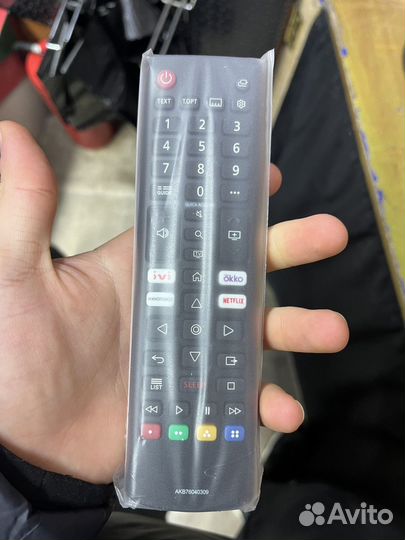 TEXT T.OPT
1 2 3
4 5 6
7 8 9
GUIDE 0 •••
ivi okko
NETFLIX
LIST SLEEP
AKB76040309
Avito